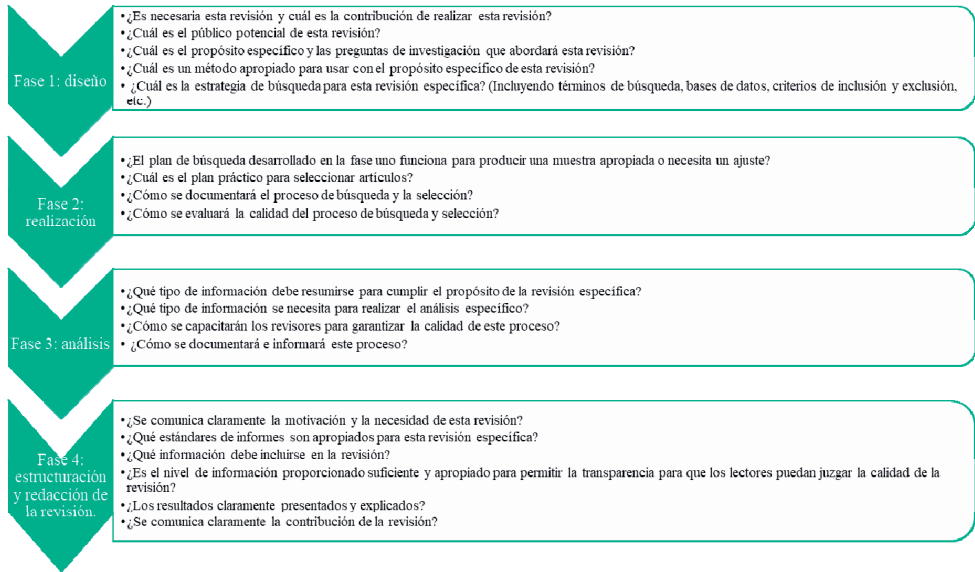 Fase 1: diseño
• ¿Es necesaria esta revisión y cuál es la contribución de realizar esta revisión?
• ¿Cuál es el público potencial de esta revisión?
• ¿Cuál es el propósito específico y las preguntas de investigación que abordará esta revisión?
• ¿Cuál es un método apropiado para usar con el propósito específico de esta revisión?
• ¿Cuál es la estrategia de búsqueda para esta revisión específica? (Incluyendo términos de búsqueda, bases de datos, criterios de inclusión y exclusión,
etc.)
Fase 2:
realización
• ¿El plan de búsqueda desarrollado en la fase uno funciona para producir una muestra apropiada o necesita un ajuste?
• ¿Cuál es el plan práctico para seleccionar artículos?
• ¿Cómo se documentará el proceso de búsqueda y la selección?
• ¿Cómo se evaluará la calidad del proceso de búsqueda y selección?
Fase 3: análisis
• ¿Qué tipo de información debe resumirse para cumplir el propósito de la revisión específica?
• ¿Qué tipo de información se necesita para realizar el análisis específico?
• ¿Cómo se capacitarán los revisores para garantizar la calidad de este proceso?
• ¿Cómo se documentará e informará este proceso?
Fase 4:
estructuración
y redacción de
la revisión.
• ¿Se comunica claramente la motivación y la necesidad de esta revisión?
• ¿Qué estándares de informes son apropiados para esta revisión específica?
• ¿Qué información debe incluirse en la revisión?
• ¿Es el nivel de información proporcionado suficiente y apropiado para permitir la transparencia para que los lectores puedan juzgar la calidad de la
revisión?
• ¿Los resultados claramente presentados y explicados?
• ¿Se comunica claramente la contribución de la revisión?